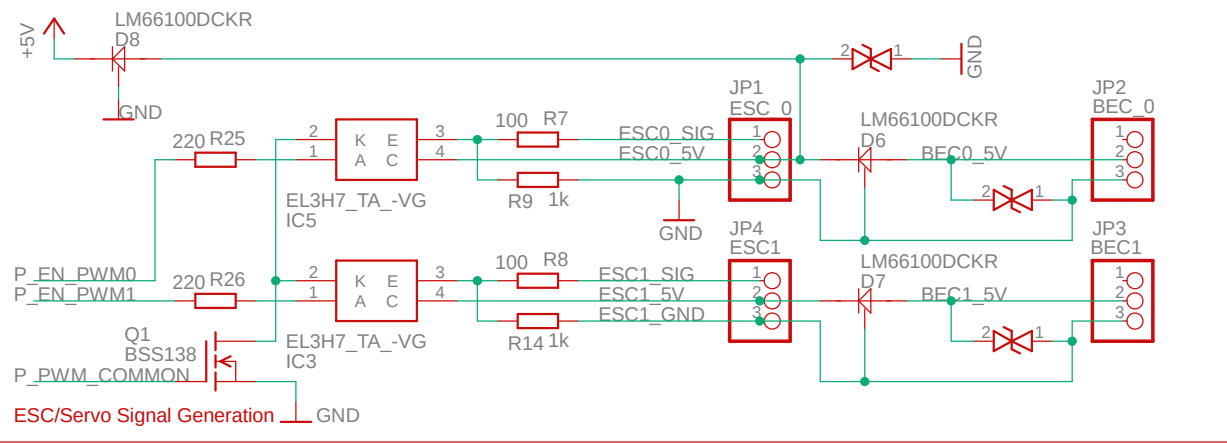 +5V
LM66100DCKR
D8
GND
2 1
GND
JP1
ESC_0
JP2
BEC_0
220 R25
2 K E 3
1 A C 4
EL3H7_TA_-VG
IC5
100 R7
R9 1k
ESC0_SIG
ESC0_5V
1
2
3
GND
LM66100DCKR
D6
BEC0_5V
1
2
3
2 1
P_EN_PWM0
P_EN_PWM1
220 R26
2 K E 3
1 A C 4
EL3H7_TA_-VG
IC3
100 R8
R14 1k
JP4
ESC1
ESC1_SIG
ESC1_5V
ESC1_GND
1
2
3
LM66100DCKR
D7
BEC1_5V
JP3
BEC1
1
2
3
2 1
Q1
BSS138
P_PWM_COMMON
ESC/Servo Signal Generation
GND